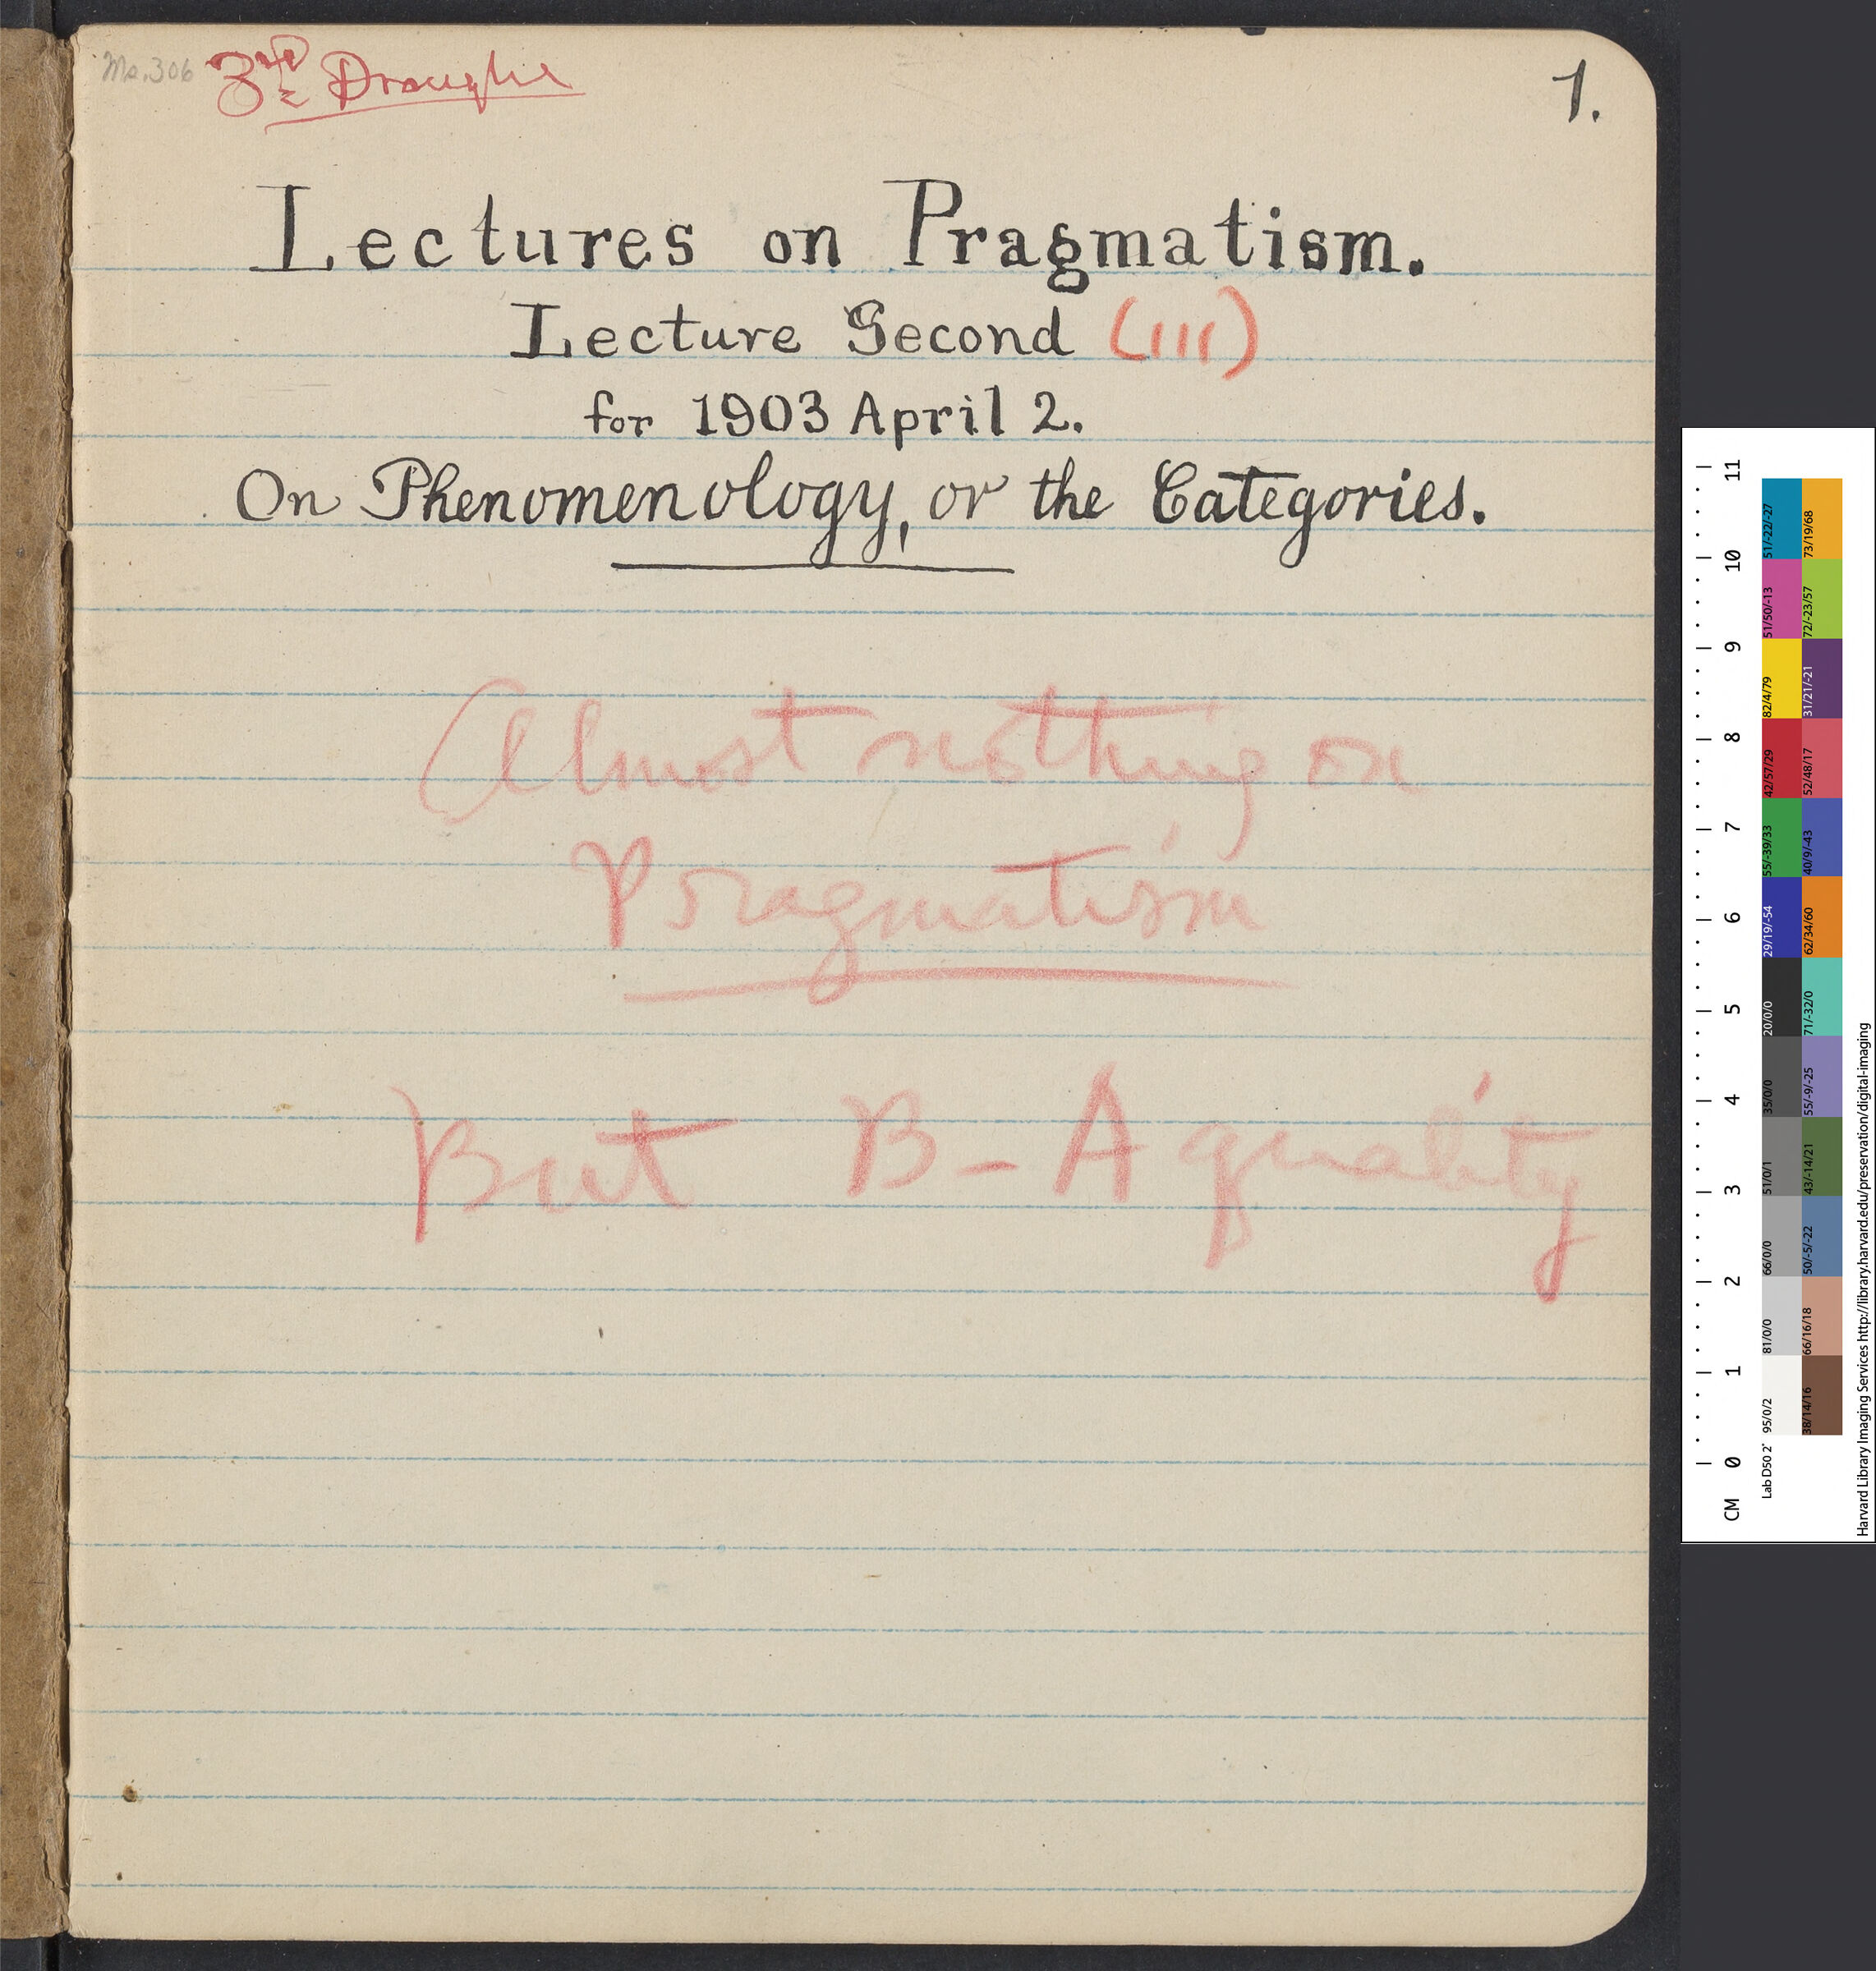 Ms. 306
3rd Draught
1.
Lectures on Pragmatism.
Lecture Second (III)
for 1903 April 2.
On Phenomenology, or the Categories.
Almost nothing on
Pragmatism
But B-A quality
CM 0 1 2 3 4 5 6 7 8 9 10 11
Lab D50 2° 95/0/2 81/0/0 66/0/0 51/0/1 35/0/0 20/0/0 29/19/-54 55/-39/33 42/57/29 82/4/79 51/50/-13 51/-22/-27
38/14/16 66/16/18 50/-5/-22 43/-14/21 55/-9/-25 71/-32/0 62/34/60 40/9/-43 52/48/17 31/21/-21 72/-23/57 73/19/68
Harvard Library Imaging Services http://library.harvard.edu/preservation/digital-imaging